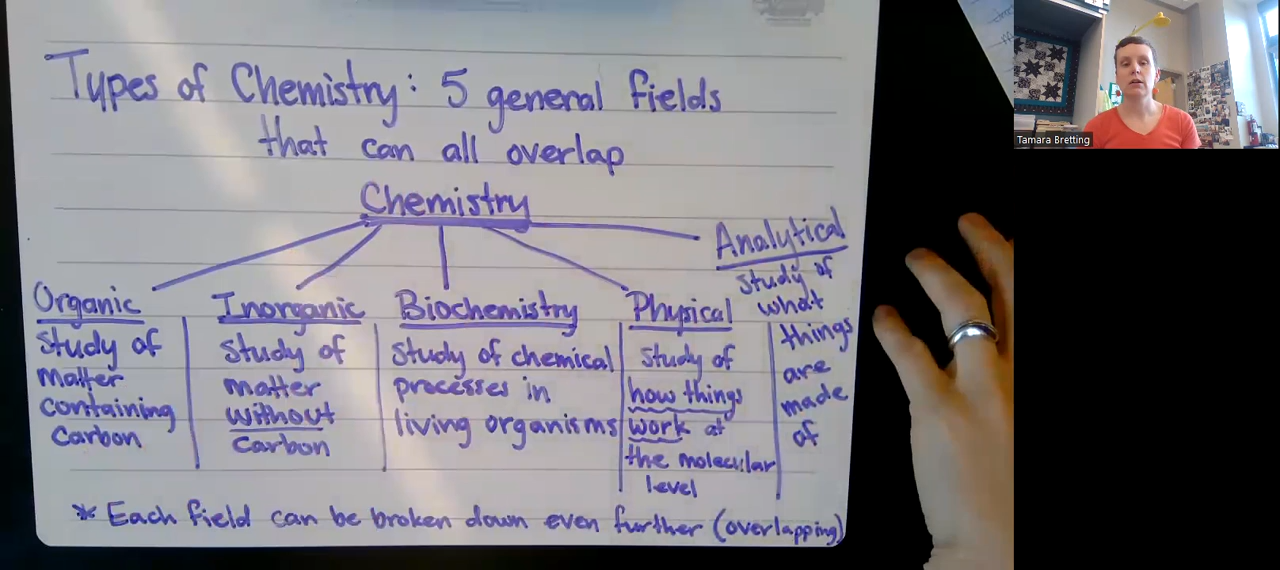 Types of Chemistry: 5 general fields
that can all overlap
Chemistry
Organic
study of
matter
containing
Carbon
Inorganic
study of
matter
without
Carbon
Biochemistry
study of chemical
processes in
living organisms
Physical
study of
how things
work at
the molecular
level
Analytical
study of
what
things
are
made
of
* Each field can be broken down even further (overlapping)
Tamara Bretting